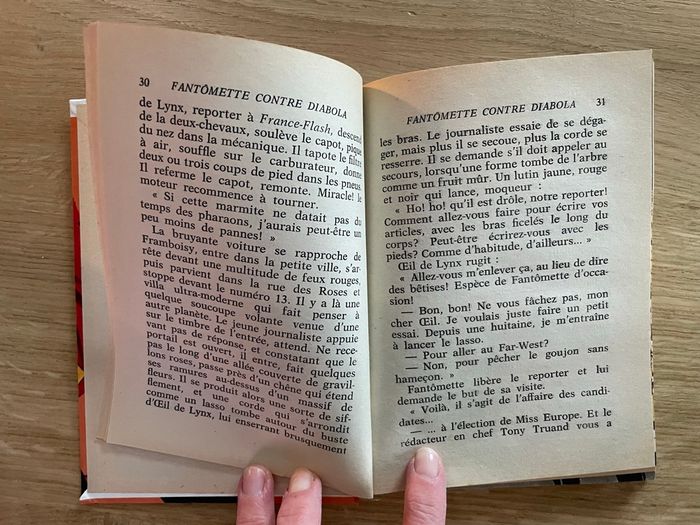 30 FANTÔMETTE CONTRE DIABOLA
de Lynx, reporter à France-Flash, descend
de la deux-chevaux, soulève le capot, pique
du nez dans la mécanique. Il tapote le filtre
à air, souffle sur le carburateur, donne
deux ou trois coups de pied dans les pneus.
Il referme le capot, remonte. Miracle! le
moteur recommence à tourner.
« Si cette marmite ne datait pas du
temps des pharaons, j'aurais peut-être un
peu moins de pannes! »
La bruyante voiture se rapproche de
Framboisy, entre dans la petite ville, s'ar-
rête devant une multitude de feux rouges,
puis parvient dans la rue des Roses et
stoppe devant le numéro 13. Il y a là une
villa ultra-moderne qui fait penser à
quelque soucoupe volante venue d'une
autre planète. Le jeune journaliste appuie
sur le timbre de l'entrée, attend. Ne rece-
vant pas de réponse, et constatant que le
portail est ouvert, il entre, fait quelques
pas le long d'une allée couverte de gravil-
lons roses, passe près d'un chêne qui étend
ses ramures au-dessus d'un massif de
fleurs. Il se produit alors une sorte de sif-
flement, et une corde qui s'arrondit
comme un lasso tombe autour du buste
d'Œil de Lynx, lui enserrant brusquement
FANTÔMETTE CONTRE DIABOLA 31
les bras. Le journaliste essaie de se déga-
ger, mais plus il se secoue, plus la corde se
resserre. Il se demande s'il doit appeler au
secours, lorsqu'une forme tombe de l'arbre
comme un fruit mûr. Un lutin jaune, rouge
et noir qui lance, moqueur :
« Ho! ho! qu'il est drôle, notre reporter!
Comment allez-vous faire pour écrire vos
articles, avec les bras ficelés le long du
corps? Peut-être écrirez-vous avec les
pieds? Comme d'habitude, d'ailleurs... »
Œil de Lynx rugit :
« Allez-vous m'enlever ça, au lieu de dire
des bêtises! Espèce de Fantômette d'occa-
sion!
— Bon, bon! Ne vous fâchez pas, mon
cher Œil. Je voulais juste faire un petit
essai. Depuis une huitaine, je m'entraîne
à lancer le lasso.
— Pour aller au Far-West?
— Non, pour pêcher le goujon sans
hameçon. »
Fantômette libère le reporter et lui
demande le but de sa visite.
« Voilà, il s'agit de l'affaire des candi-
dates...
— ... à l'élection de Miss Europe. Et le
rédacteur en chef Tony Truand vous a